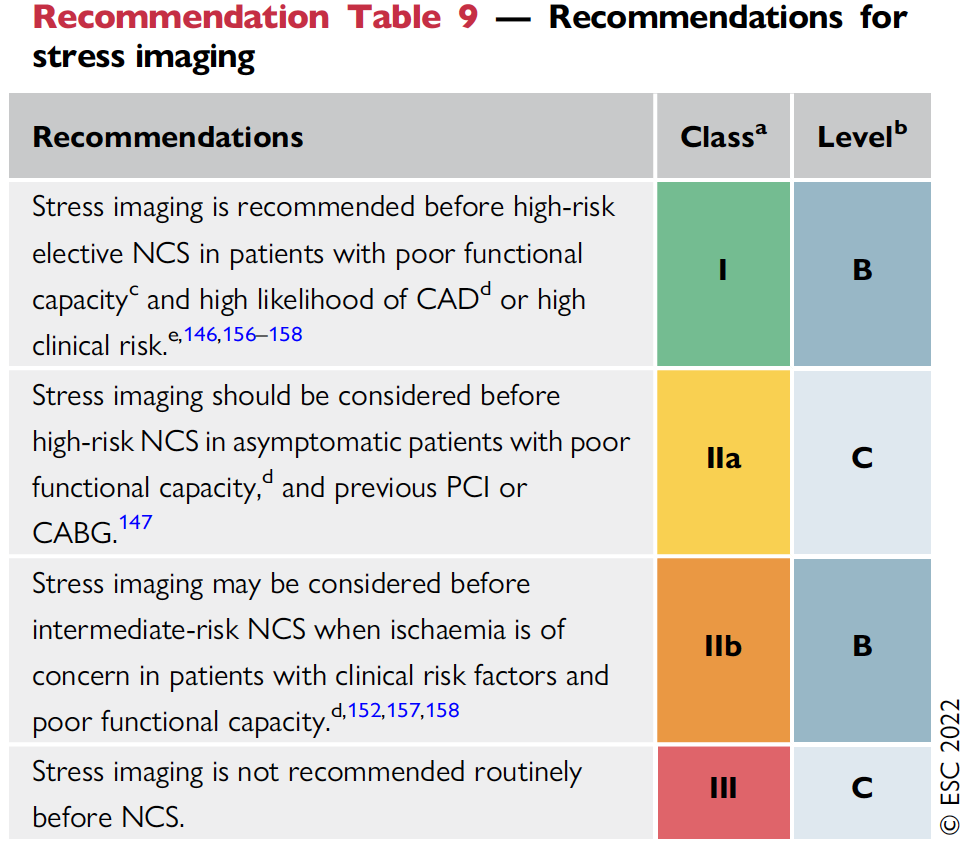 Recommendation Table 9 — Recommendations for
stress imaging
Recommendations Classᵃ Levelᵇ
Stress imaging is recommended before high-risk
elective NCS in patients with poor functional
capacityᶜ and high likelihood of CADᵈ or high
clinical risk.ᵉ,¹⁴⁶,¹⁵⁶–¹⁵⁸
I B
Stress imaging should be considered before
high-risk NCS in asymptomatic patients with poor
functional capacity,ᵈ and previous PCI or
CABG.¹⁴⁷
IIa C
Stress imaging may be considered before
intermediate-risk NCS when ischaemia is of
concern in patients with clinical risk factors and
poor functional capacity.ᵈ,¹⁵²,¹⁵⁷,¹⁵⁸
IIb B
Stress imaging is not recommended routinely
before NCS.
III C
© ESC 2022